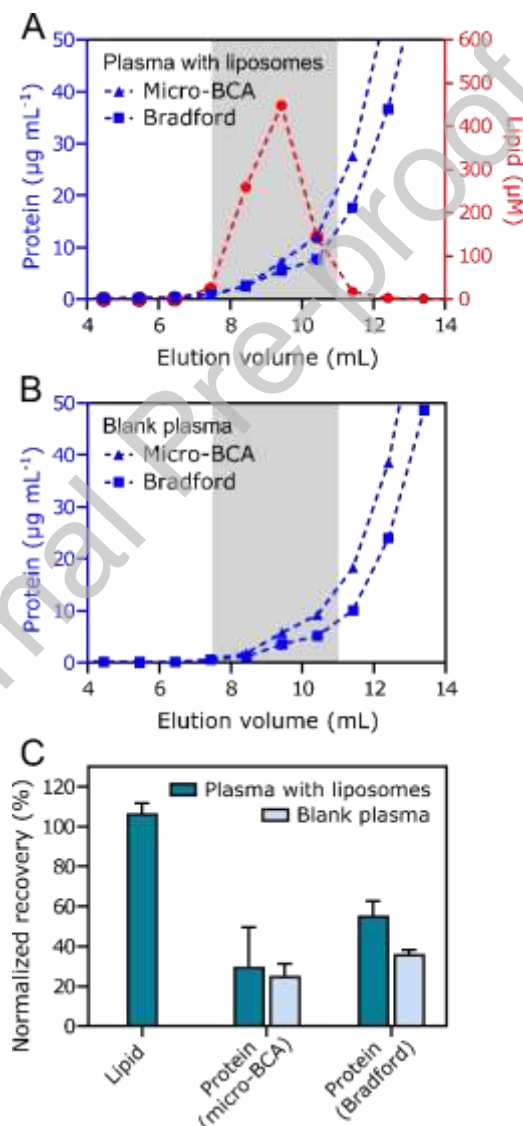 A
Plasma with liposomes
Micro-BCA
Bradford
Protein (µg mL⁻¹)
50
40
30
20
10
0
Lipid (µM)
600
500
400
300
200
100
0
4 6 8 10 12 14
Elution volume (mL)
B
Blank plasma
Micro-BCA
Bradford
Protein (µg mL⁻¹)
50
40
30
20
10
0
4 6 8 10 12 14
Elution volume (mL)
C
Plasma with liposomes
Blank plasma
Normalized recovery (%)
120
100
80
60
40
20
0
Lipid
Protein
(micro-BCA)
Protein
(Bradford)
nal Pre-proof